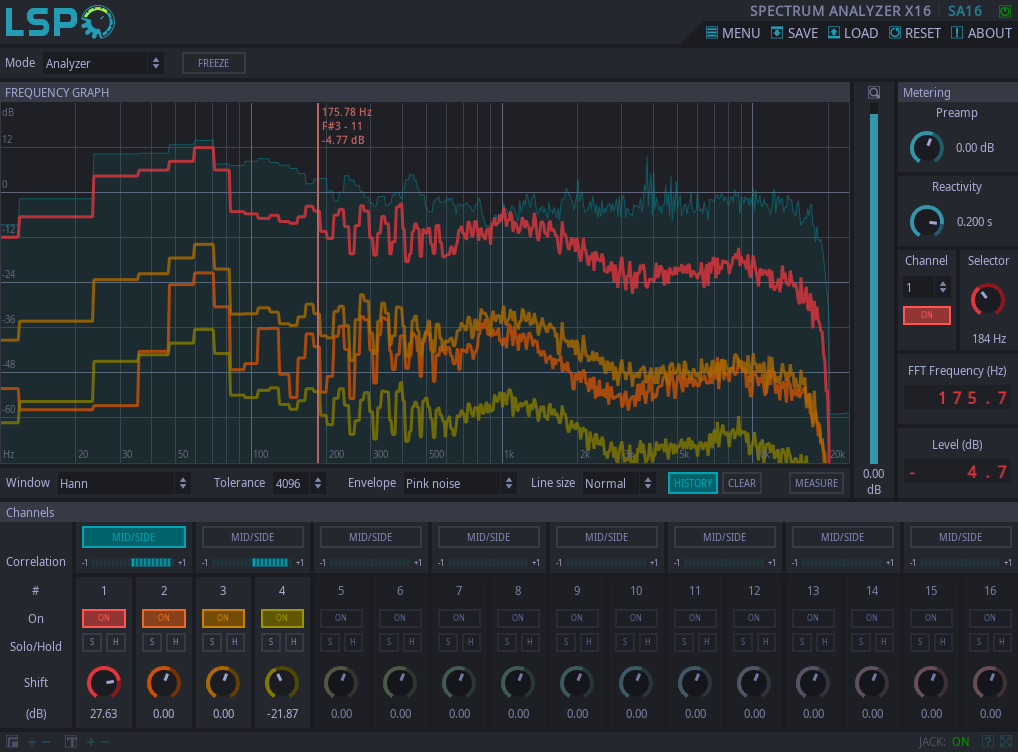 LSP
SPECTRUM ANALYZER X16 SA16
MENU SAVE LOAD RESET ABOUT
Mode Analyzer FREEZE
FREQUENCY GRAPH
dB
12
0
-12
-24
-36
-48
-60
175.78 Hz
F#3 - 11
-4.77 dB
Hz 20 30 50 100 200 300 1k 2k 3k 5k 10k 20k
0.00
dB
Metering
Preamp
0.00 dB
Reactivity
0.200 s
Channel Selector
1
ON
184 Hz
FFT Frequency (Hz)
175.7
Level (dB)
- 4.7
Window Hann Tolerance 4096 Envelope Pink noise Line size Normal HISTORY CLEAR MEASURE
Channels
MID/SIDE MID/SIDE MID/SIDE MID/SIDE MID/SIDE MID/SIDE MID/SIDE MID/SIDE
Correlation -1 +1 -1 +1 -1 +1 -1 +1 -1 +1 -1 +1 -1 +1 -1 +1
# 1 2 3 4 5 6 7 8 9 10 11 12 13 14 15 16
On ON ON ON ON ON ON ON ON ON ON ON ON ON ON ON ON
Solo/Hold S H S H S H S H S H S H S H S H S H S H S H S H S H S H S H S H
Shift
(dB) 27.63 0.00 0.00 -21.87 0.00 0.00 0.00 0.00 0.00 0.00 0.00 0.00 0.00 0.00 0.00 0.00
JACK: ON